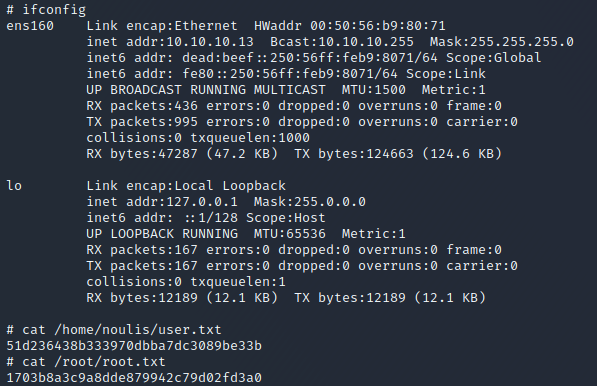 # ifconfig
ens160    Link encap:Ethernet  HWaddr 00:50:56:b9:80:71
          inet addr:10.10.10.13  Bcast:10.10.10.255  Mask:255.255.255.0
          inet6 addr: dead:beef::250:56ff:feb9:8071/64 Scope:Global
          inet6 addr: fe80::250:56ff:feb9:8071/64 Scope:Link
          UP BROADCAST RUNNING MULTICAST  MTU:1500  Metric:1
          RX packets:436 errors:0 dropped:0 overruns:0 frame:0
          TX packets:995 errors:0 dropped:0 overruns:0 carrier:0
          collisions:0 txqueuelen:1000
          RX bytes:47287 (47.2 KB)  TX bytes:124663 (124.6 KB)

lo        Link encap:Local Loopback
          inet addr:127.0.0.1  Mask:255.0.0.0
          inet6 addr: ::1/128 Scope:Host
          UP LOOPBACK RUNNING  MTU:65536  Metric:1
          RX packets:167 errors:0 dropped:0 overruns:0 frame:0
          TX packets:167 errors:0 dropped:0 overruns:0 carrier:0
          collisions:0 txqueuelen:1
          RX bytes:12189 (12.1 KB)  TX bytes:12189 (12.1 KB)

# cat /home/noulis/user.txt
51d236438b333970dbba7dc3089be33b
# cat /root/root.txt
1703b8a3c9a8dde879942c79d02fd3a0